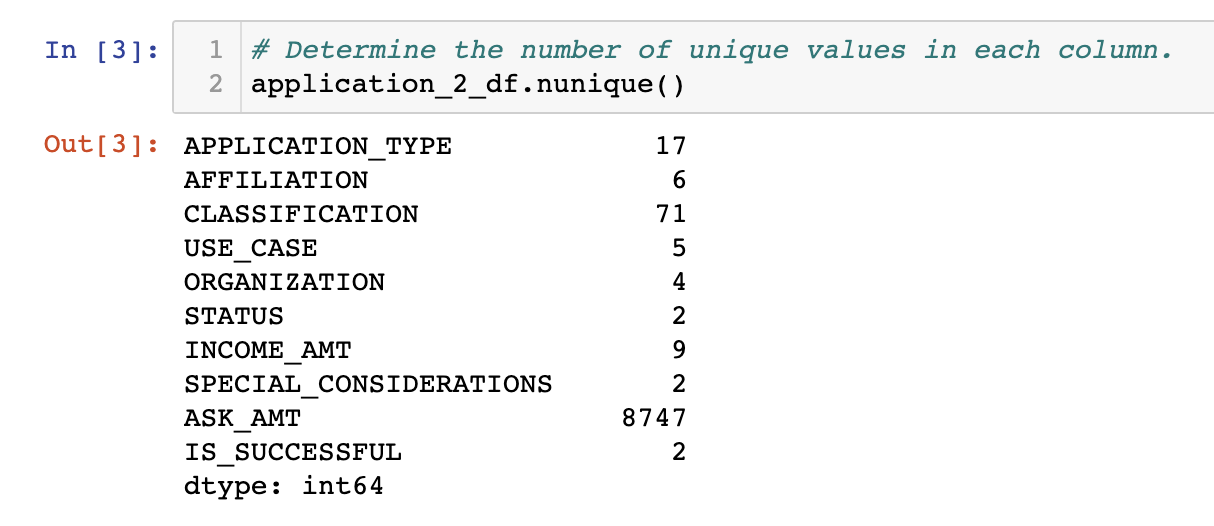 In [3]: 1 # Determine the number of unique values in each column.
2 application_2_df.nunique()
Out[3]: APPLICATION_TYPE 17
AFFILIATION 6
CLASSIFICATION 71
USE_CASE 5
ORGANIZATION 4
STATUS 2
INCOME_AMT 9
SPECIAL_CONSIDERATIONS 2
ASK_AMT 8747
IS_SUCCESSFUL 2
dtype: int64